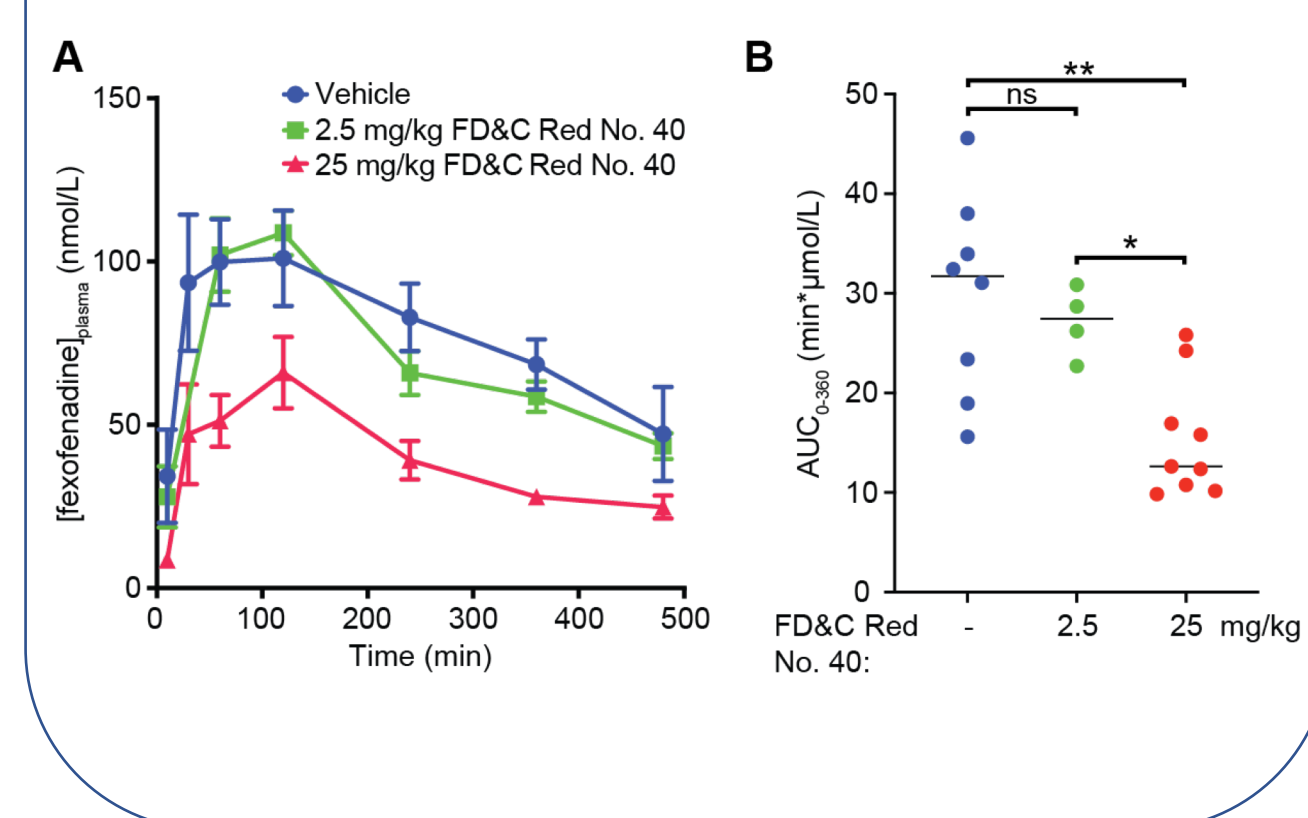 A
150
100
50
0
[fexofenadine]plasma (nmol/L)
Vehicle
2.5 mg/kg FD&C Red No. 40
25 mg/kg FD&C Red No. 40
0 100 200 300 400 500
Time (min)
B
50
40
30
20
10
0
AUC0-360 (min*µmol/L)
**
ns
*
FD&C Red - 2.5 25 mg/kg
No. 40: